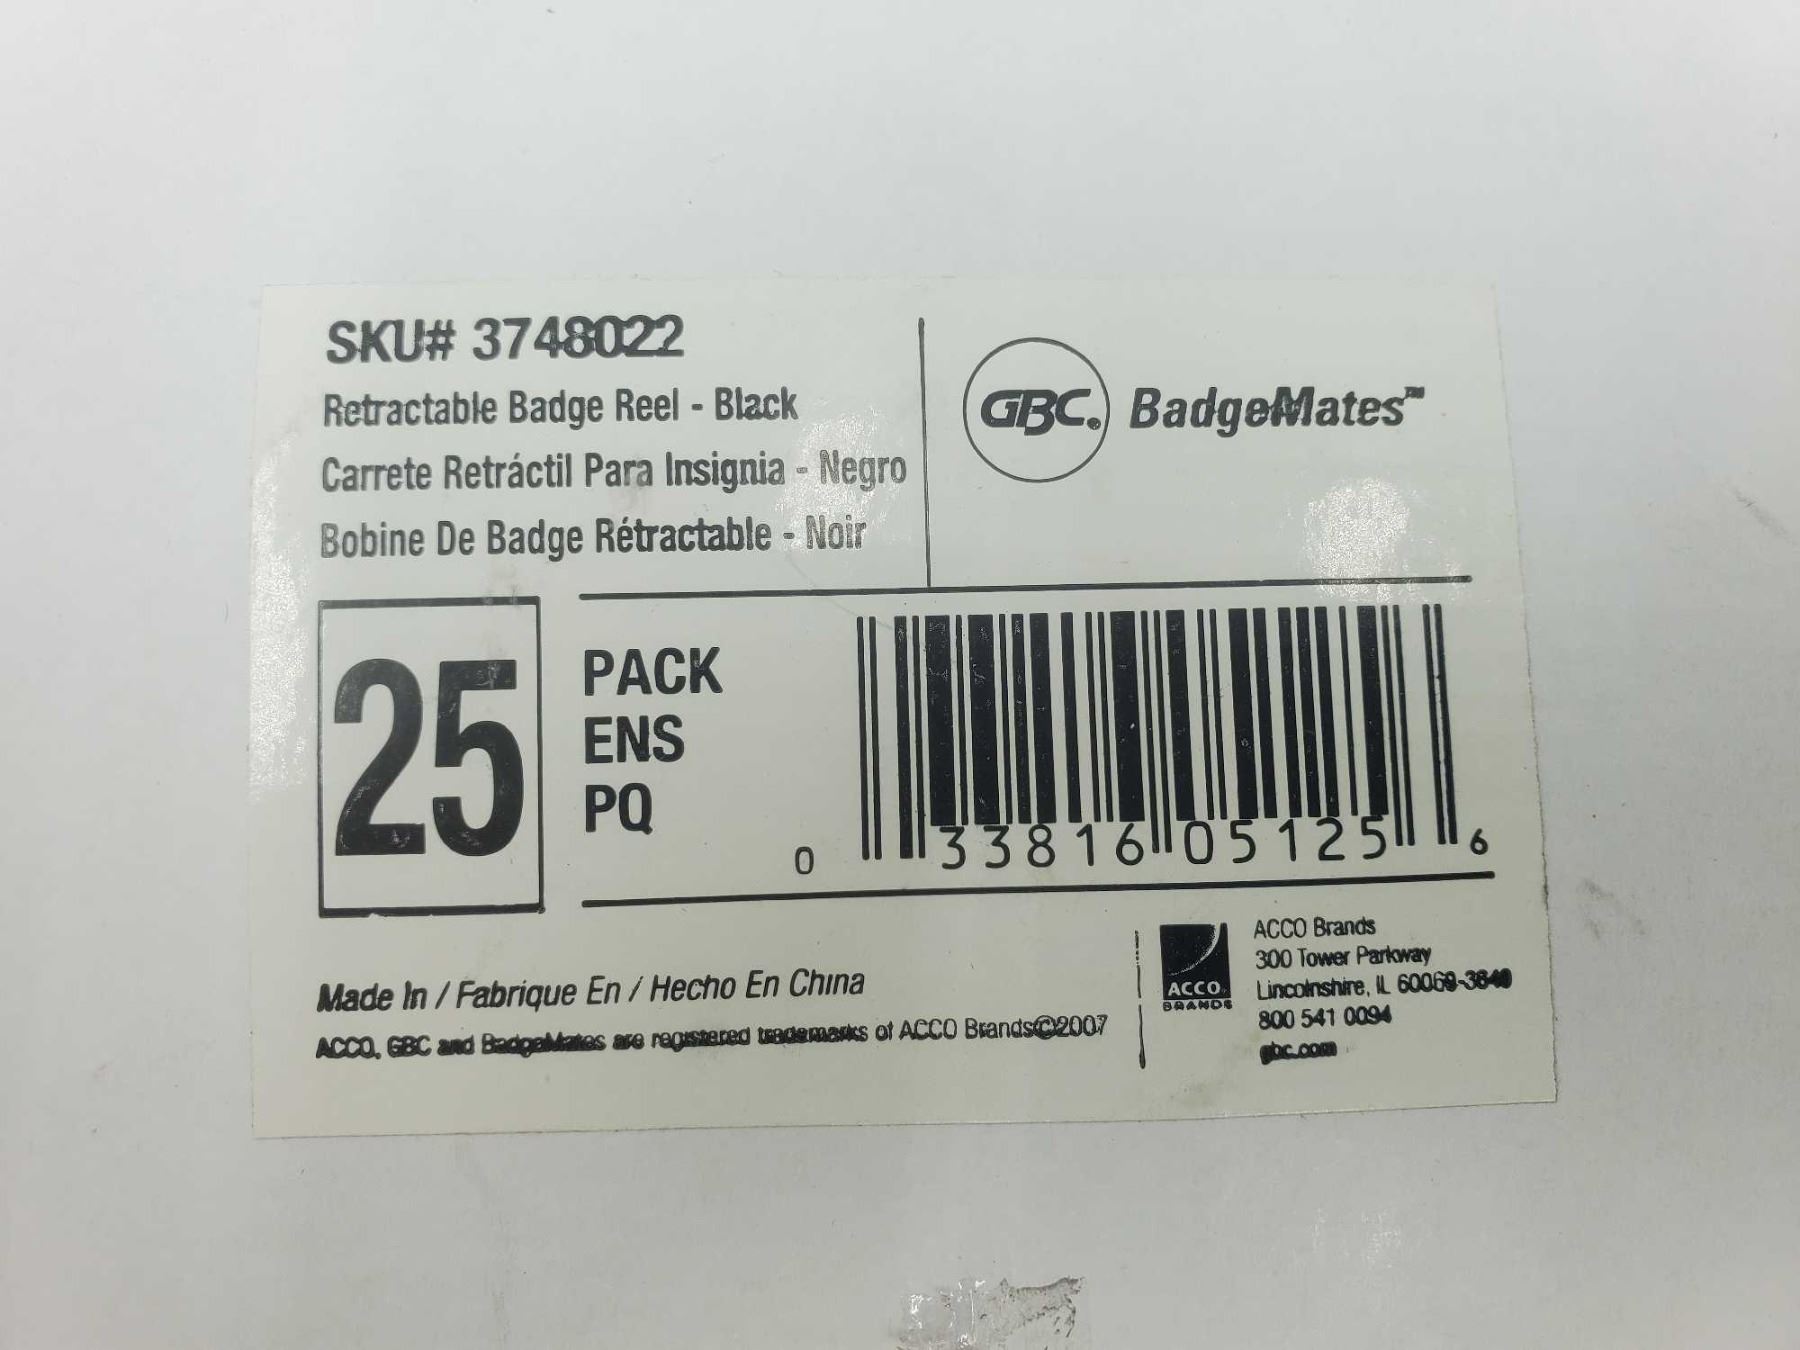 SKU# 3748022
Retractable Badge Reel - Black
Carrete Retráctil Para Insignia - Negro
Bobine De Badge Rétractable - Noir
GBC® BadgeMates™
25
PACK
ENS
PQ
0 33816 05125 6
Made In / Fabrique En / Hecho En China
ACCO, GBC and BadgeMates are registered trademarks of ACCO Brands©2007
ACCO
BRANDS
ACCO Brands
300 Tower Parkway
Lincolnshire, IL 60069-3640
800 541 0094
gbc.com